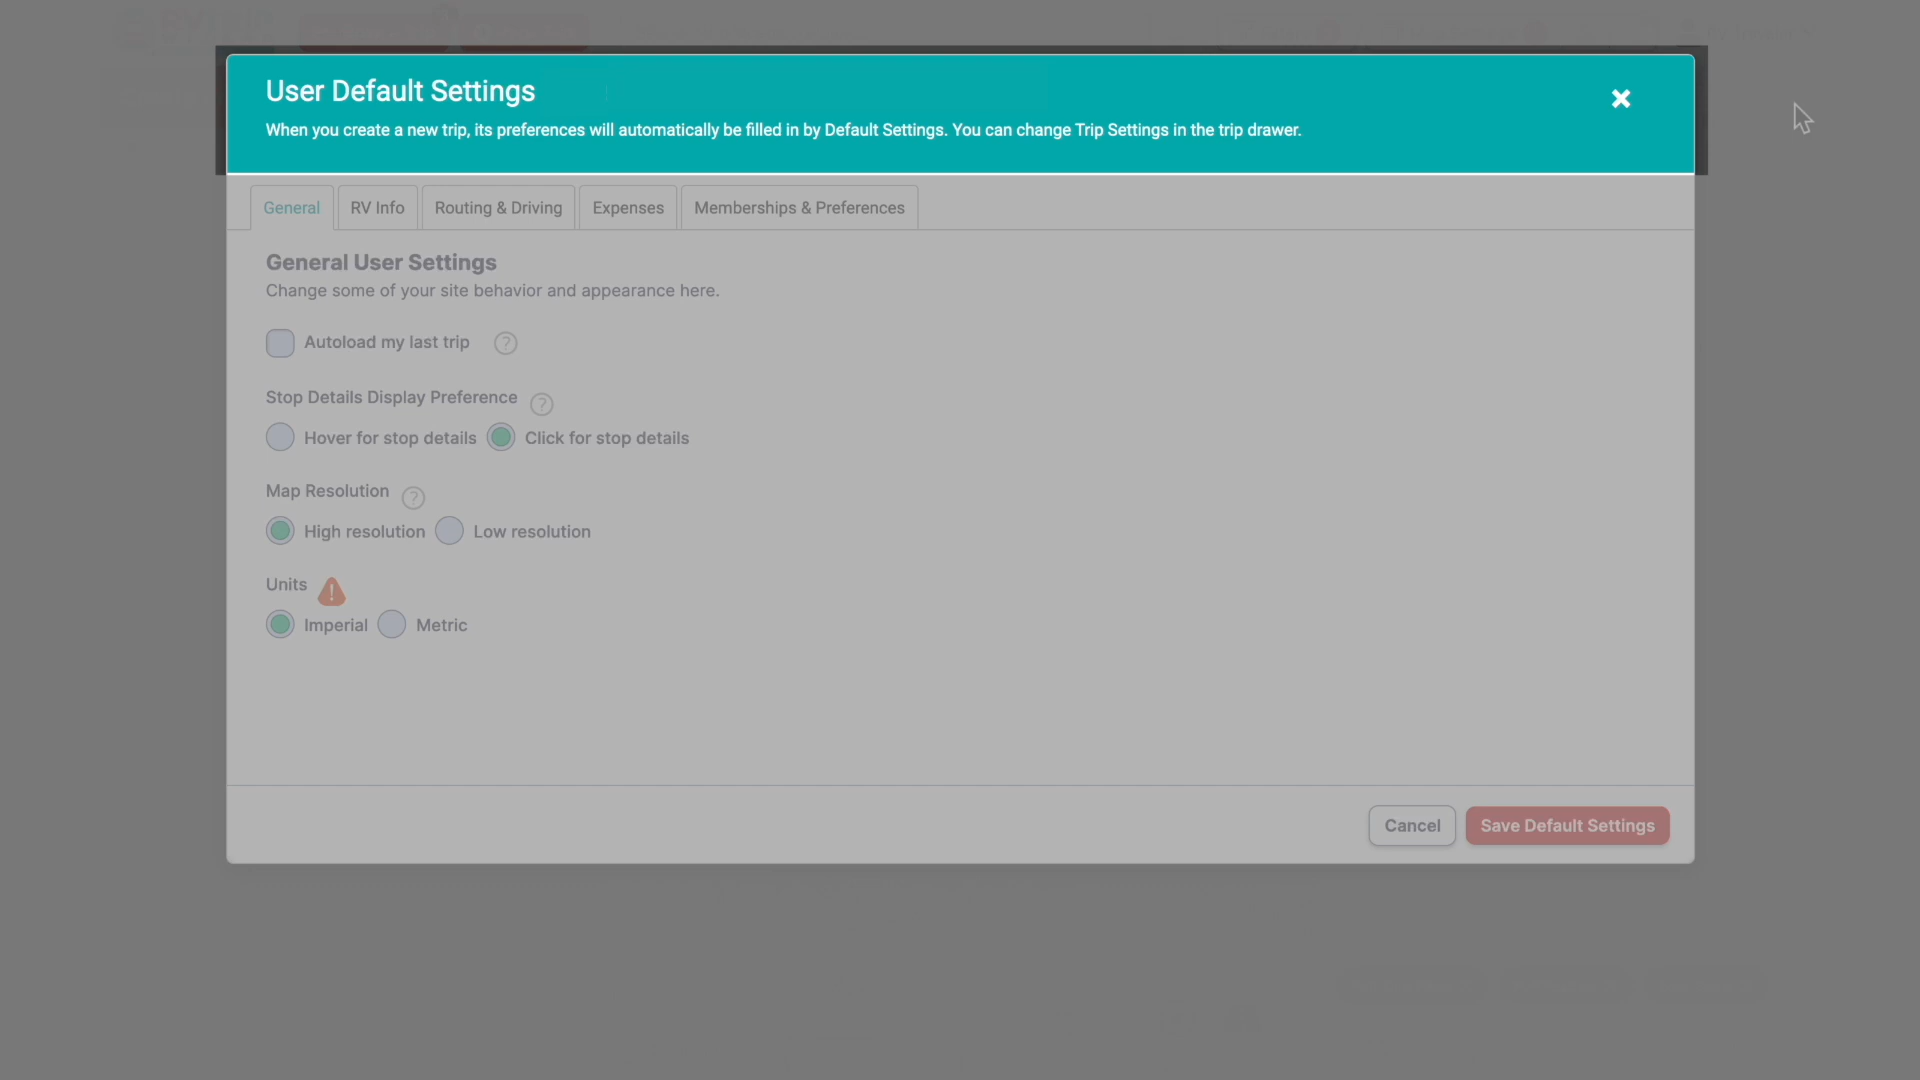 User Default Settings
When you create a new trip, its preferences will automatically be filled in by Default Settings. You can change Trip Settings in the trip drawer.
General
RV Info
Routing & Driving
Expenses
Memberships & Preferences
General User Settings
Change some of your site behavior and appearance here.
Autoload my last trip
?
Stop Details Display Preference
?
Hover for stop details
Click for stop details
Map Resolution
?
High resolution
Low resolution
Units
!
Imperial
Metric
Cancel
Save Default Settings